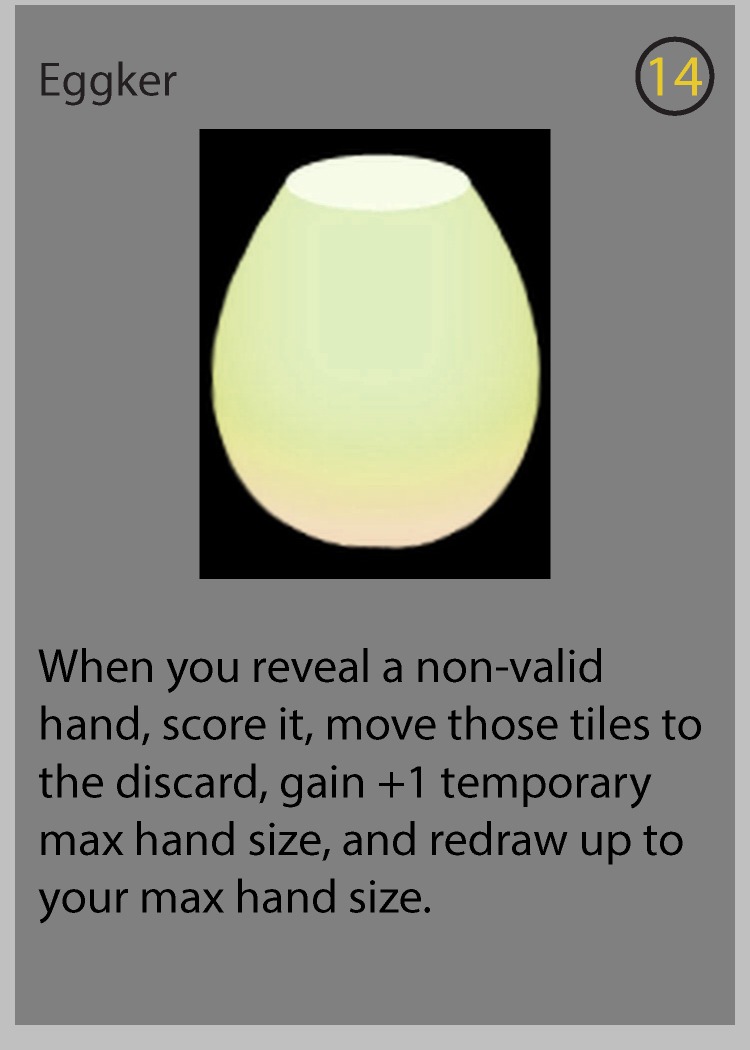 Eggker
14
When you reveal a non-valid
hand, score it, move those tiles to
the discard, gain +1 temporary
max hand size, and redraw up to
your max hand size.